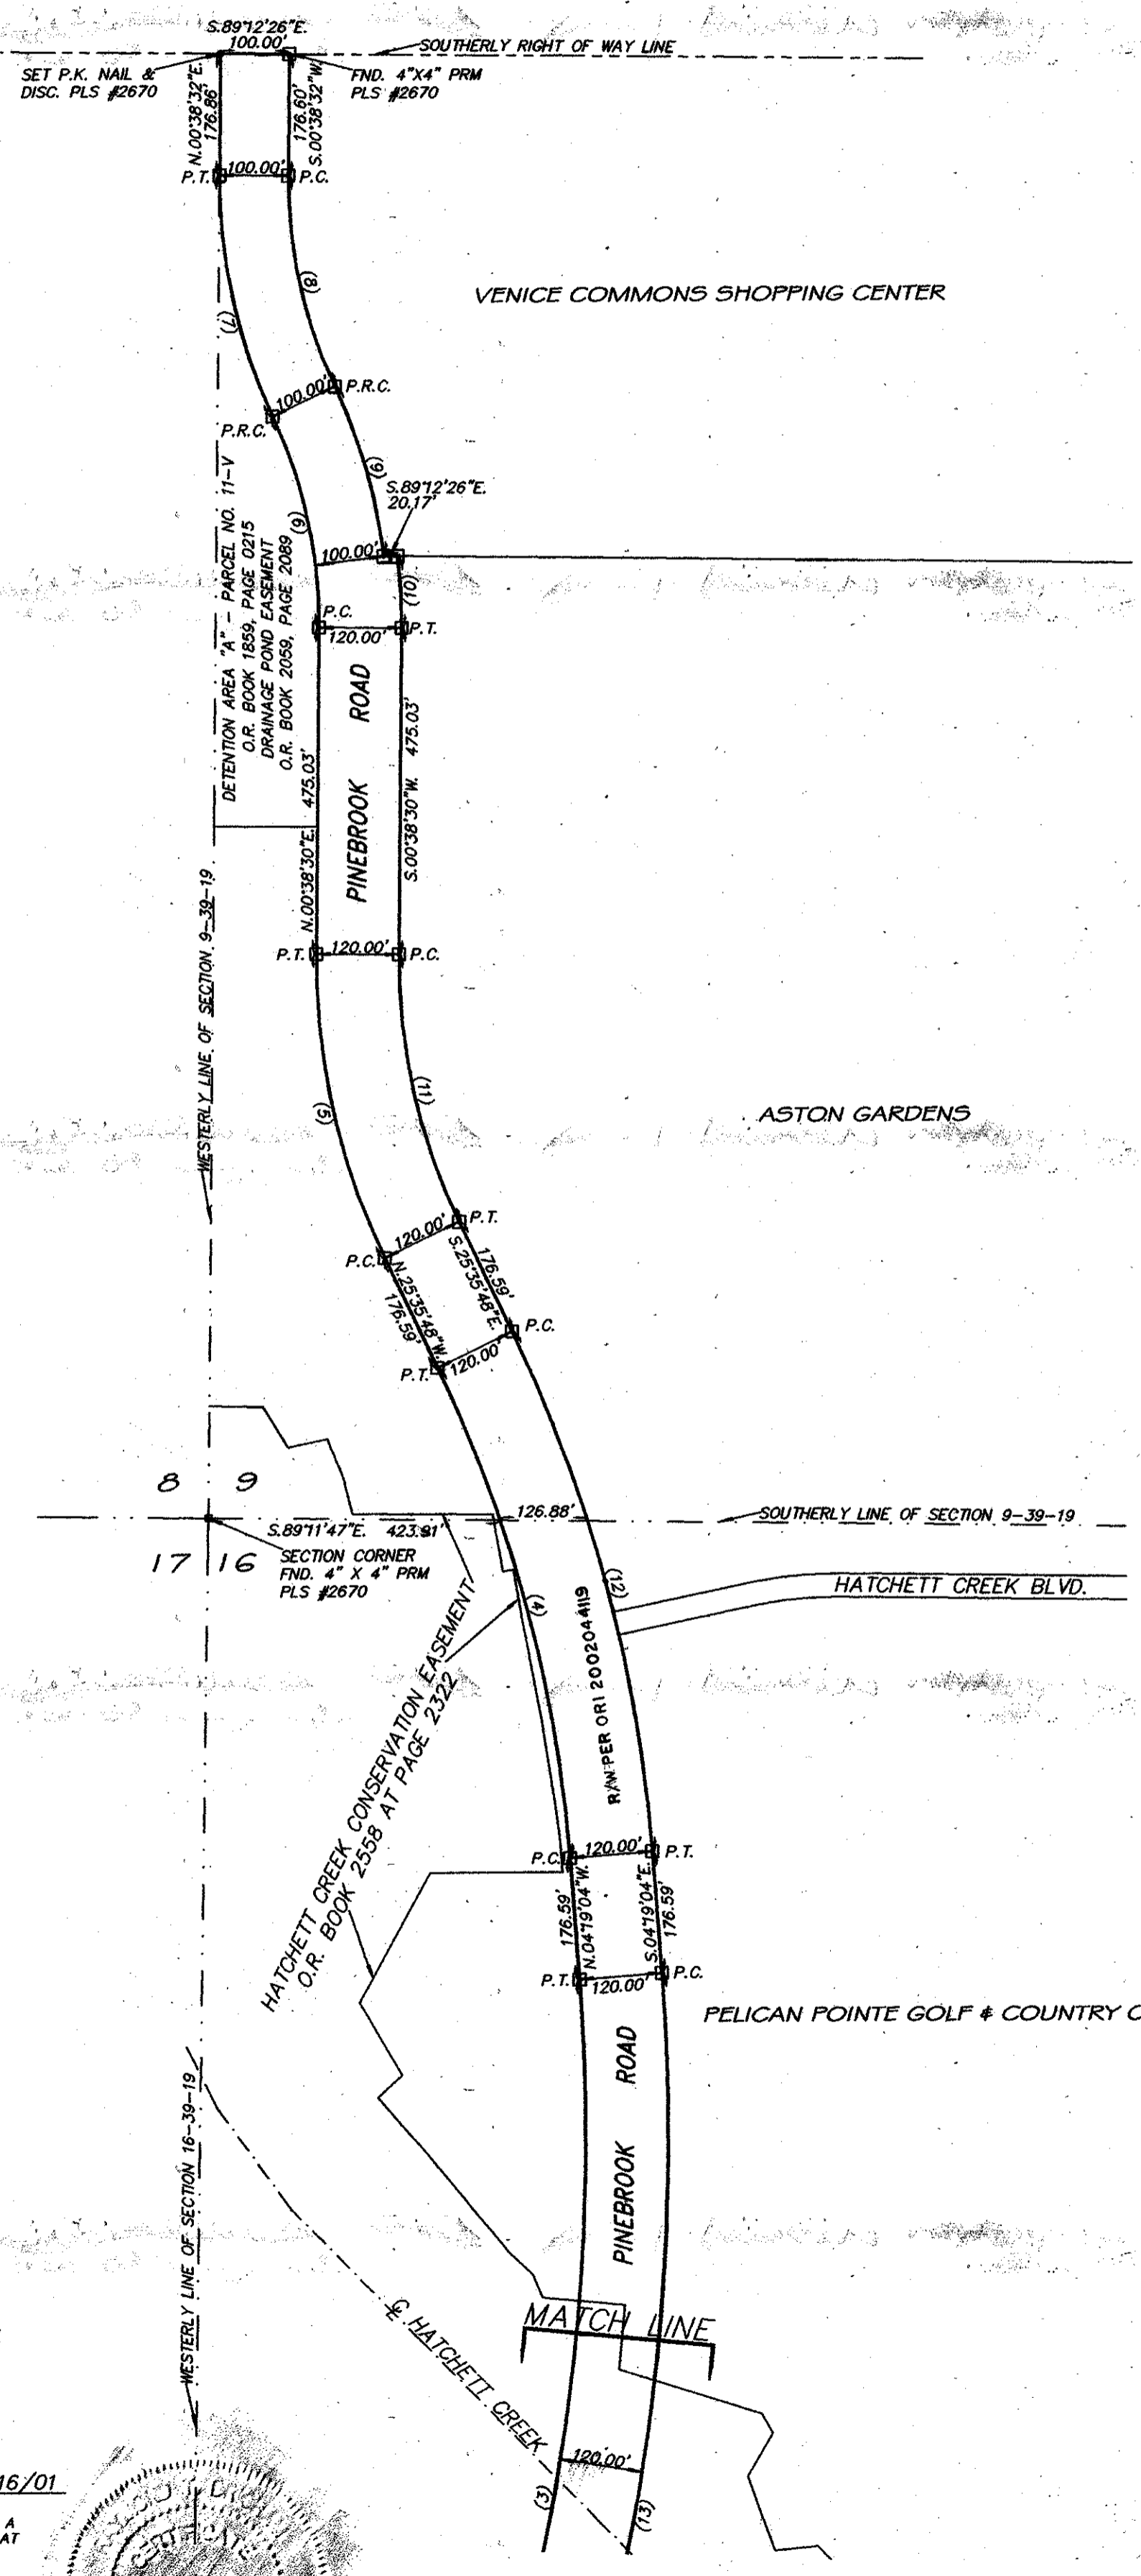 S.89°12'26"E.
100.00'
SOUTHERLY RIGHT OF WAY LINE
SET P.K. NAIL &
DISC. PLS #2670
FND. 4"X4" PRM
PLS #2670
N.00°38'32"E.
176.86'
176.60'
S.00°38'32"W.
P.T.
100.00'
P.C.
(8)
VENICE COMMONS SHOPPING CENTER
(7)
100.00'
P.R.C.
P.R.C.
(6)
S.89°12'26"E.
20.17'
DETENTION AREA "A" - PARCEL NO. 11-V
O.R. BOOK 1859, PAGE 0215
DRAINAGE POND EASEMENT
O.R. BOOK 2059, PAGE 2089
(6)
100.00'
(10)
P.C.
120.00'
P.T.
PINEBROOK ROAD
N.00°38'30"E. 475.03'
S.00°38'30"W. 475.03'
WESTERLY LINE OF SECTION 9-39-19
P.T.
120.00'
P.C.
(11)
(5)
ASTON GARDENS
120.00'
P.T.
P.C.
N.25°35'48"W.
176.59'
176.59'
S.25°35'48"E.
P.C.
120.00'
P.T.
8 9
17 16
126.88'
SOUTHERLY LINE OF SECTION 9-39-19
S.89°11'47"E. 423.91'
SECTION CORNER
FND. 4" X 4" PRM
PLS #2670
(12)
HATCHETT CREEK BLVD.
(4)
R/W PER ORI 2002044119
HATCHETT CREEK CONSERVATION EASEMENT
O.R. BOOK 2558 AT PAGE 2322
P.C.
120.00'
P.T.
176.59'
N.04°19'04"W.
S.04°19'04"E.
176.59'
P.T.
120.00'
P.C.
PELICAN POINTE GOLF & COUNTRY C
PINEBROOK ROAD
WESTERLY LINE OF SECTION 16-39-19
MATCH LINE
℄ HATCHETT CREEK
120.00'
(3)
(13)
16/01
A
AT